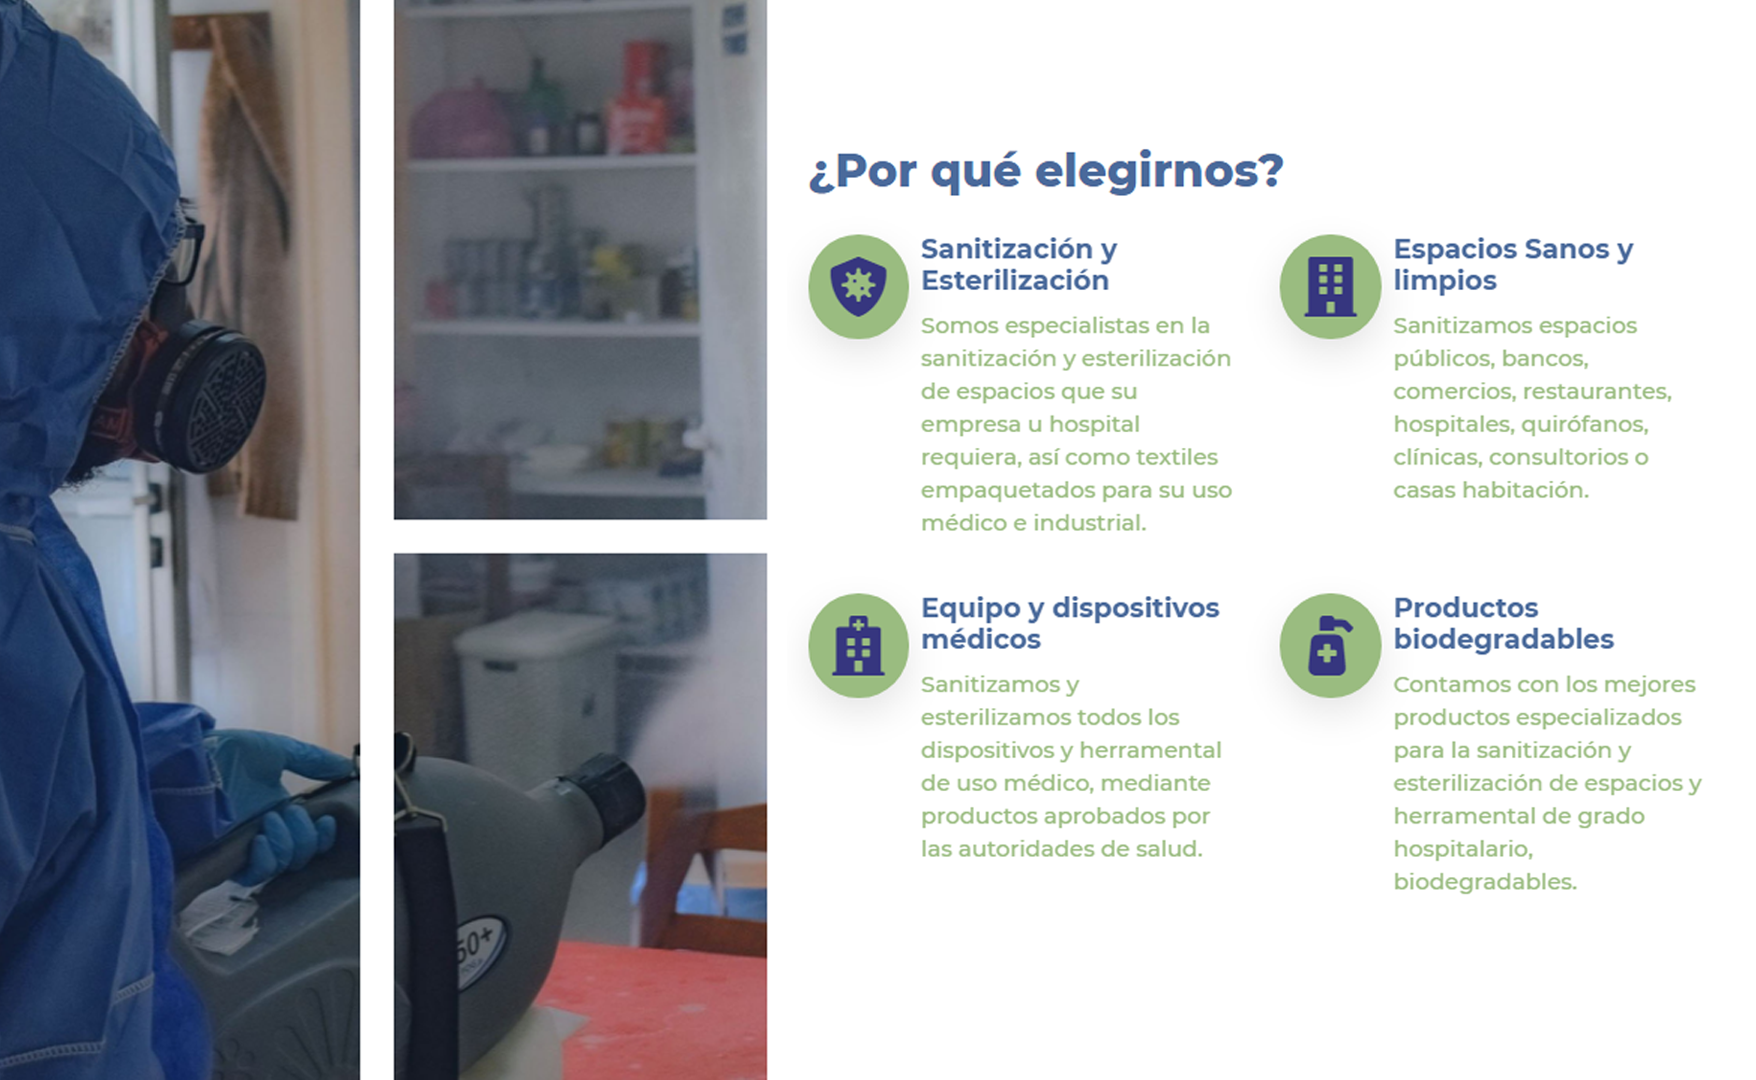 ¿Por qué elegirnos?
Sanitización y
Esterilización
Somos especialistas en la
sanitización y esterilización
de espacios que su
empresa u hospital
requiera, así como textiles
empaquetados para su uso
médico e industrial.
Espacios Sanos y
limpios
Sanitizamos espacios
públicos, bancos,
comercios, restaurantes,
hospitales, quirófanos,
clínicas, consultorios o
casas habitación.
Equipo y dispositivos
médicos
Sanitizamos y
esterilizamos todos los
dispositivos y herramental
de uso médico, mediante
productos aprobados por
las autoridades de salud.
Productos
biodegradables
Contamos con los mejores
productos especializados
para la sanitización y
esterilización de espacios y
herramental de grado
hospitalario,
biodegradables.
50+